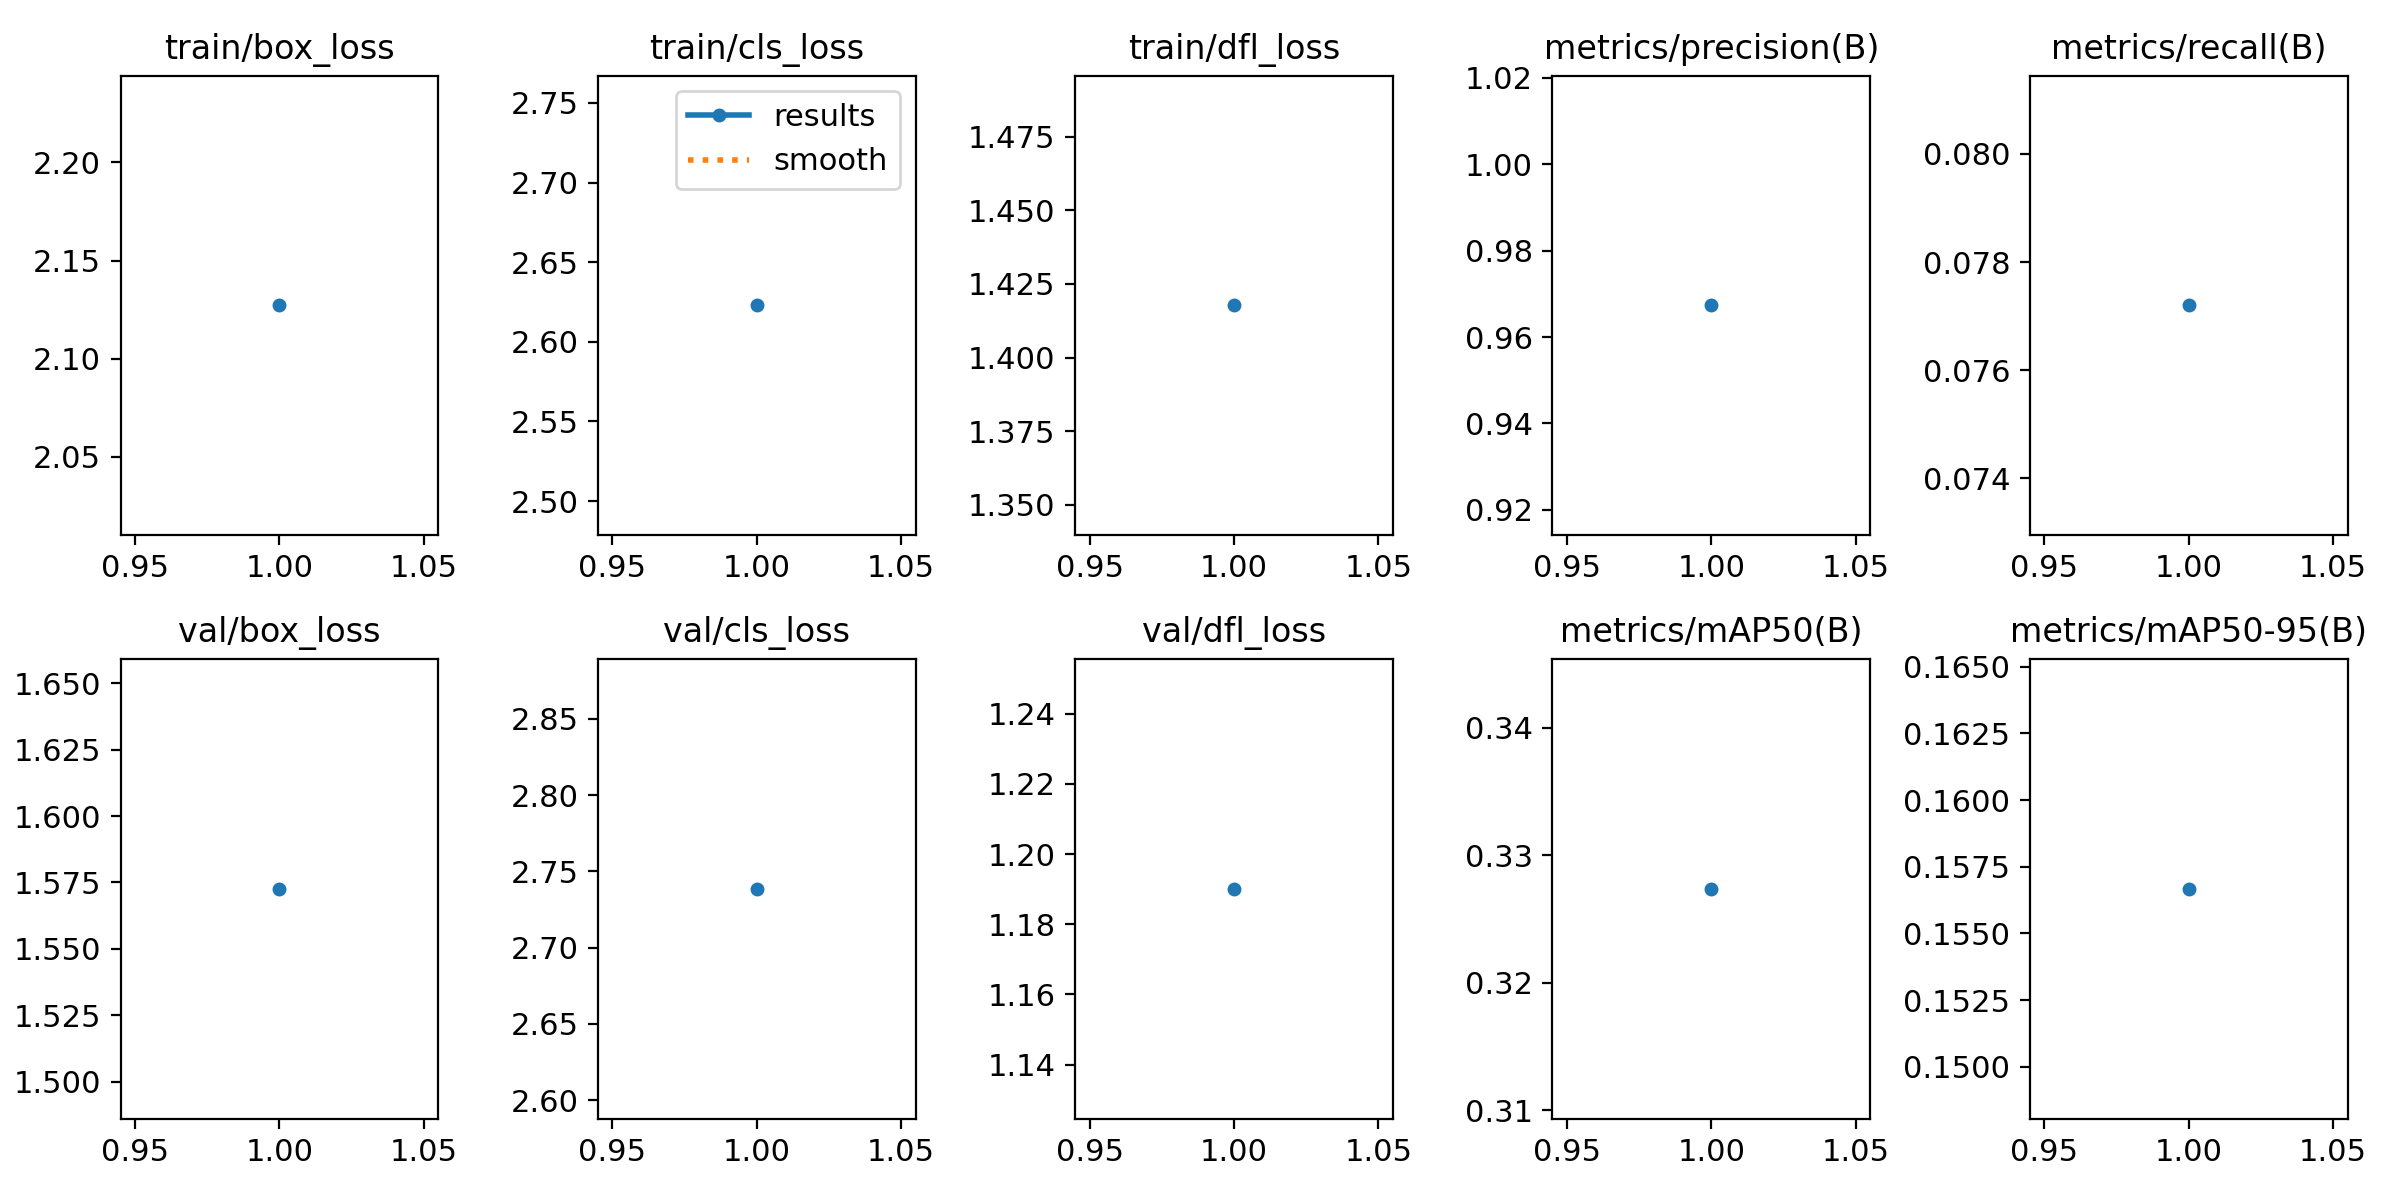 train/box_loss
2.20
2.15
2.10
2.05
0.95 1.00 1.05
train/cls_loss
results
smooth
2.75
2.70
2.65
2.60
2.55
2.50
0.95 1.00 1.05
train/dfl_loss
1.475
1.450
1.425
1.400
1.375
1.350
0.95 1.00 1.05
metrics/precision(B)
1.02
1.00
0.98
0.96
0.94
0.92
0.95 1.00 1.05
metrics/recall(B)
0.080
0.078
0.076
0.074
0.95 1.00 1.05
val/box_loss
1.650
1.625
1.600
1.575
1.550
1.525
1.500
0.95 1.00 1.05
val/cls_loss
2.85
2.80
2.75
2.70
2.65
2.60
0.95 1.00 1.05
val/dfl_loss
1.24
1.22
1.20
1.18
1.16
1.14
0.95 1.00 1.05
metrics/mAP50(B)
0.34
0.33
0.32
0.31
0.95 1.00 1.05
metrics/mAP50-95(B)
0.1650
0.1625
0.1600
0.1575
0.1550
0.1525
0.1500
0.95 1.00 1.05